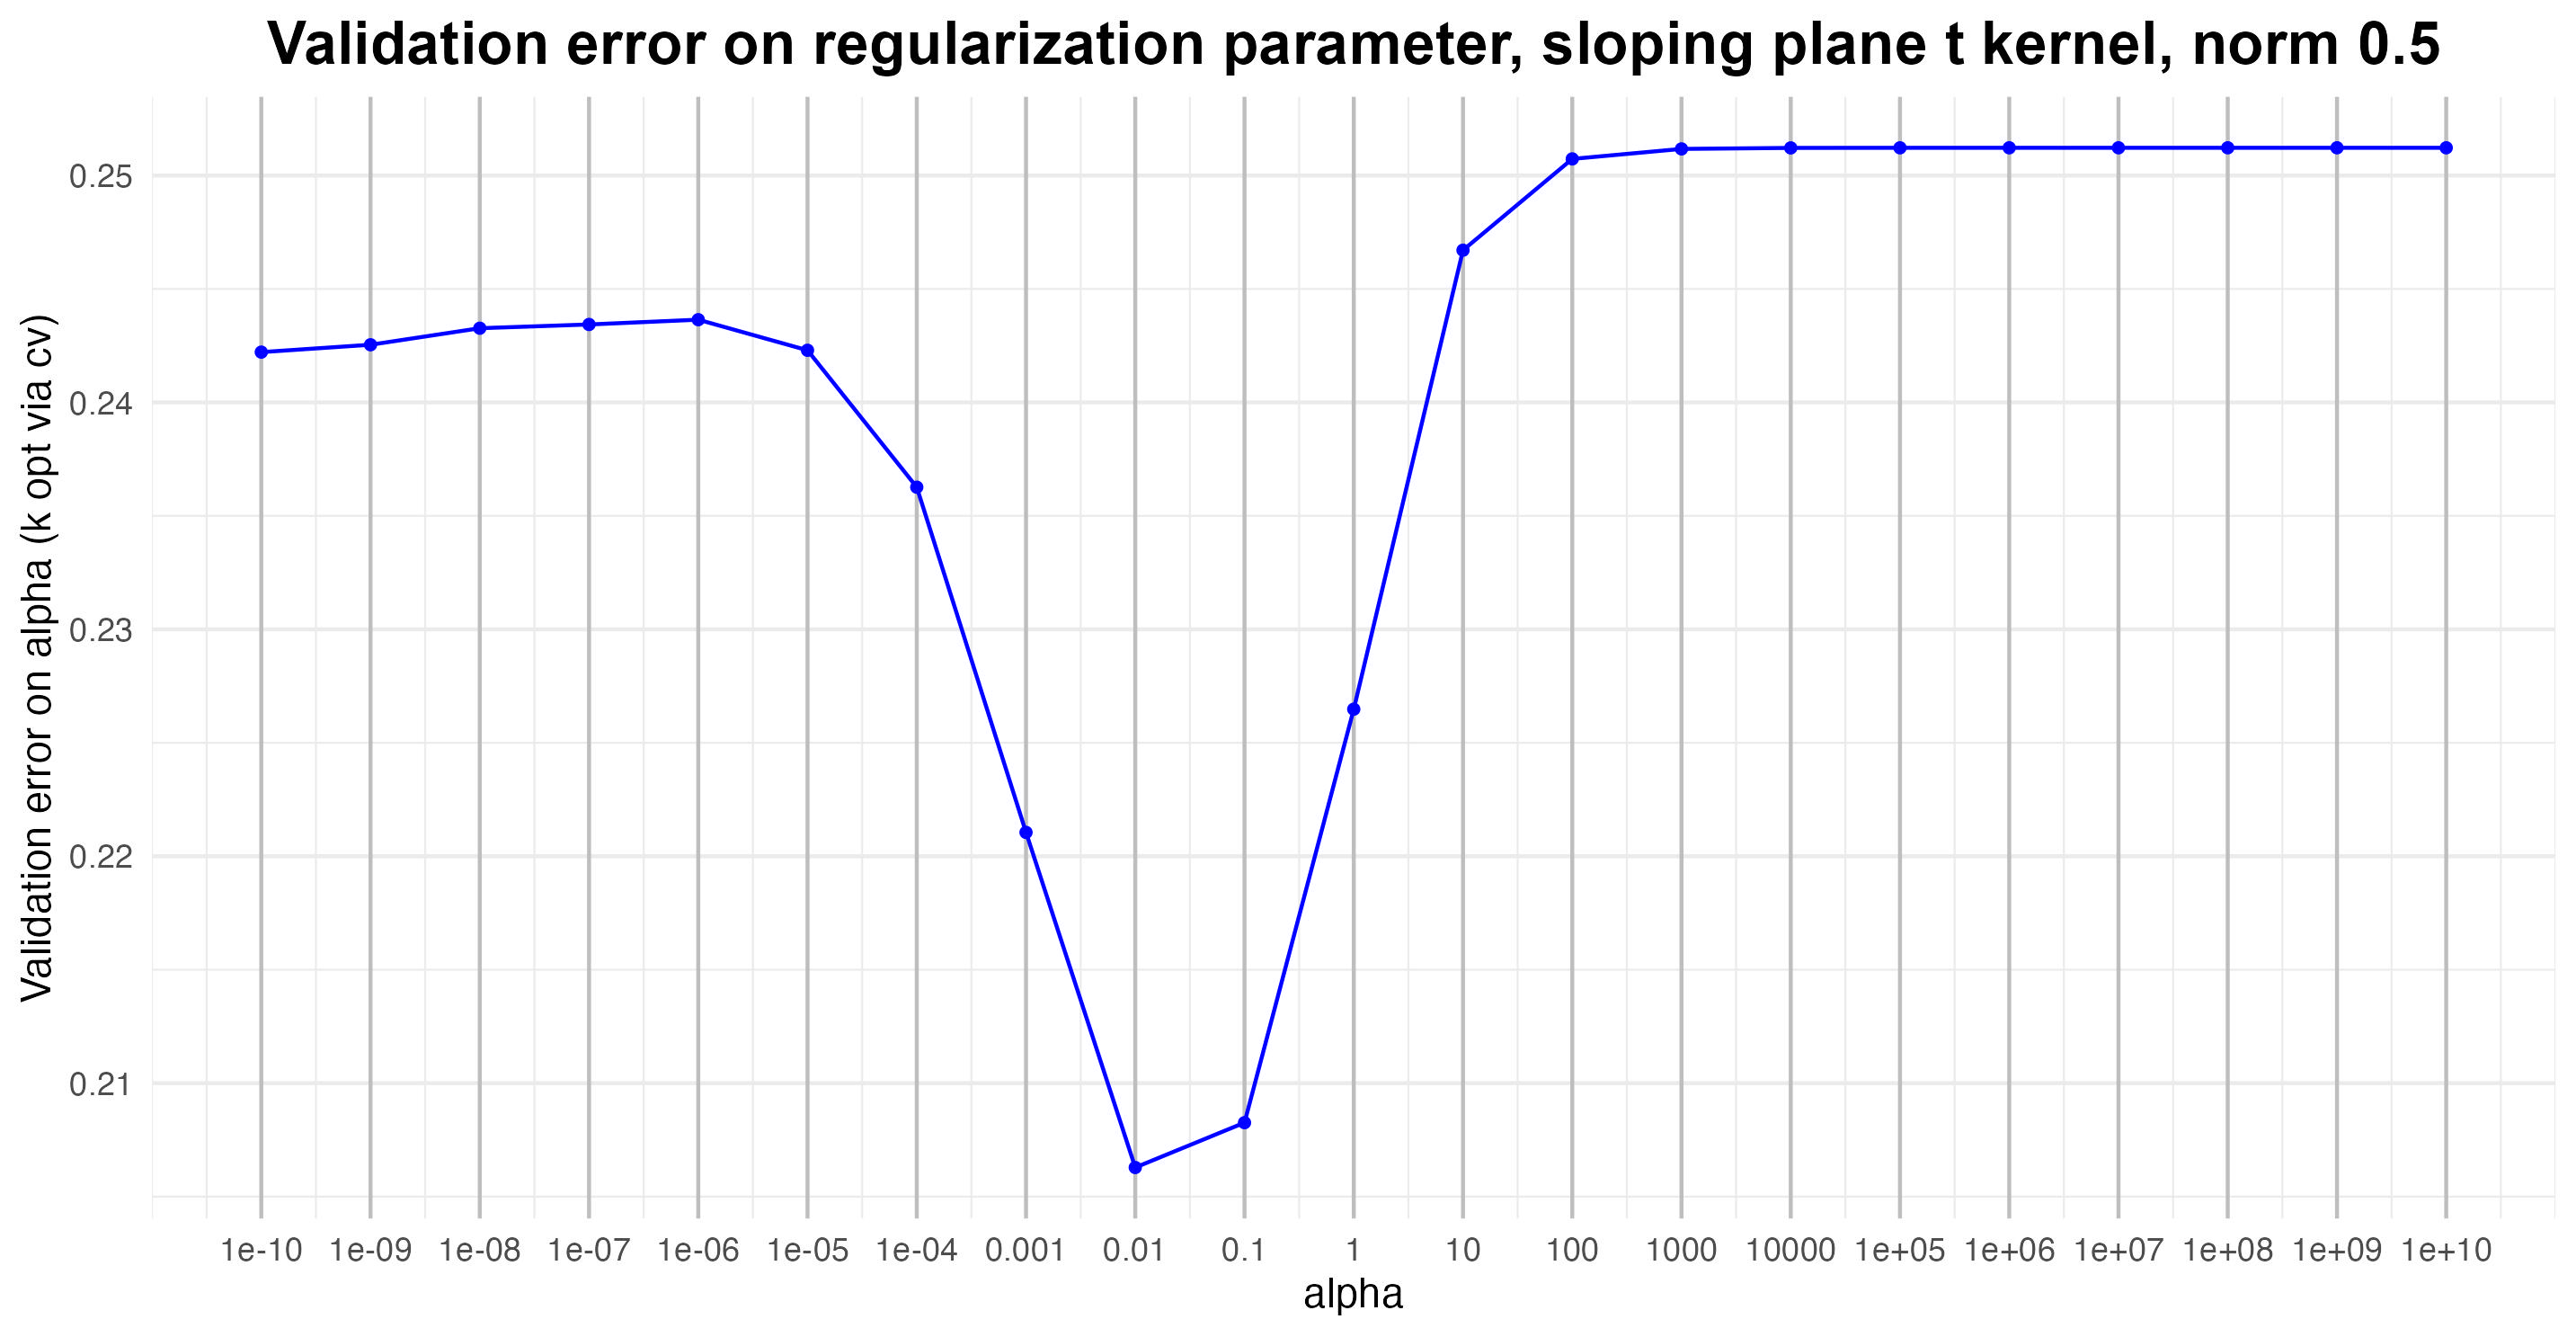 Validation error on regularization parameter, sloping plane t kernel, norm 0.5
Validation error on alpha (k opt via cv)
0.25
0.24
0.23
0.22
0.21
1e-10 1e-09 1e-08 1e-07 1e-06 1e-05 1e-04 0.001 0.01 0.1 1 10 100 1000 10000 1e+05 1e+06 1e+07 1e+08 1e+09 1e+10
alpha